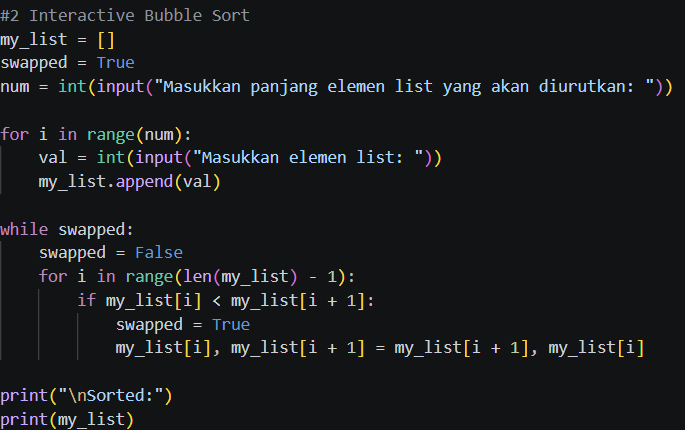 #2 Interactive Bubble Sort
my_list = []
swapped = True
num = int(input("Masukkan panjang elemen list yang akan diurutkan: "))

for i in range(num):
    val = int(input("Masukkan elemen list: "))
    my_list.append(val)

while swapped:
    swapped = False
    for i in range(len(my_list) - 1):
        if my_list[i] < my_list[i + 1]:
            swapped = True
            my_list[i], my_list[i + 1] = my_list[i + 1], my_list[i]

print("\nSorted:")
print(my_list)